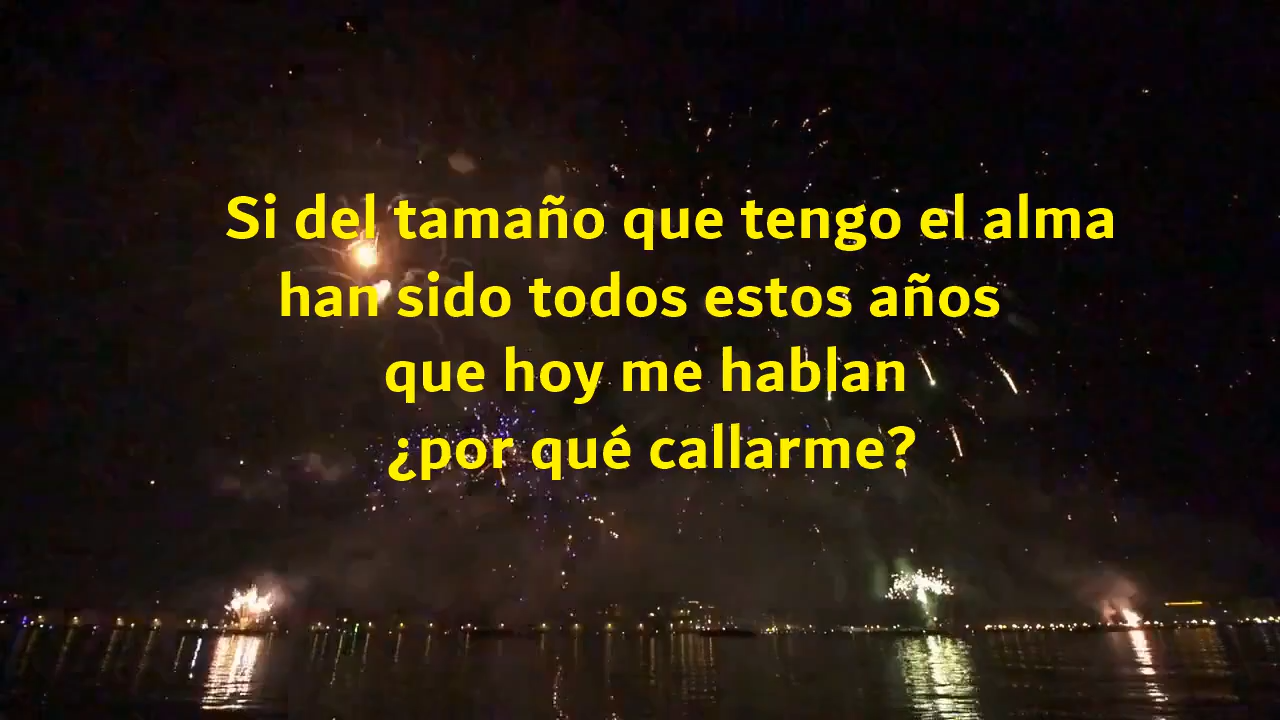 Si del tamaño que tengo el alma
han sido todos estos años
que hoy me hablan
¿por qué callarme?